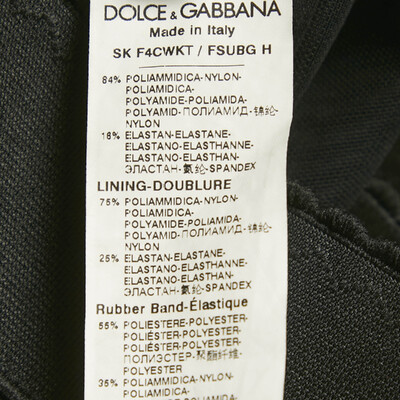 DOLCE & GABBANA
Made in Italy
SK F4CWKT / FSUBG H
84% POLIAMMIDICA-NYLON-
POLIAMIDICA-
POLYAMIDE-POLIAMIDA-
POLYAMID-ПОЛИАМИД-锦纶-
NYLON
16% ELASTAN-ELASTANE-
ELASTANO-ELASTHANNE-
ELASTANO-ELASTHAN-
ЭЛАСТАН-氨纶-SPANDEX
LINING-DOUBLURE
75% POLIAMMIDICA-NYLON-
POLIAMIDICA-
POLYAMIDE-POLIAMIDA-
POLYAMID-ПОЛИАМИД-锦纶-
NYLON
25% ELASTAN-ELASTANE-
ELASTANO-ELASTHANNE-
ELASTANO-ELASTHAN-
ЭЛАСТАН-氨纶-SPANDEX
Rubber Band-Élastique
55% POLIESTERE-POLYESTER-
POLIÉSTER-POLYESTER-
POLIÉSTER-POLYESTER-
ПОЛИЭСТЕР-聚酯纤维-
POLYESTER
35% POLIAMMIDICA-NYLON-
POLIAMIDICA-